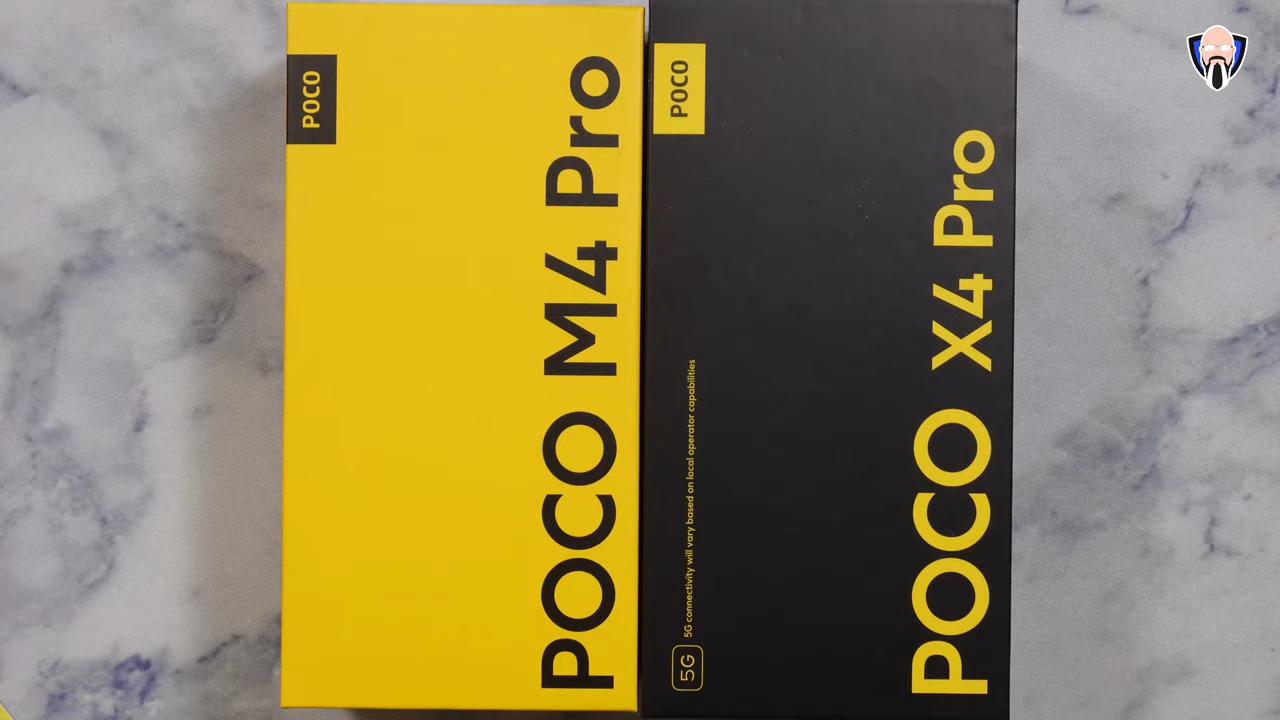 POCO
POCO M4 Pro
POCO
5G
5G connectivity will vary based on local operator capabilities
POCO X4 Pro